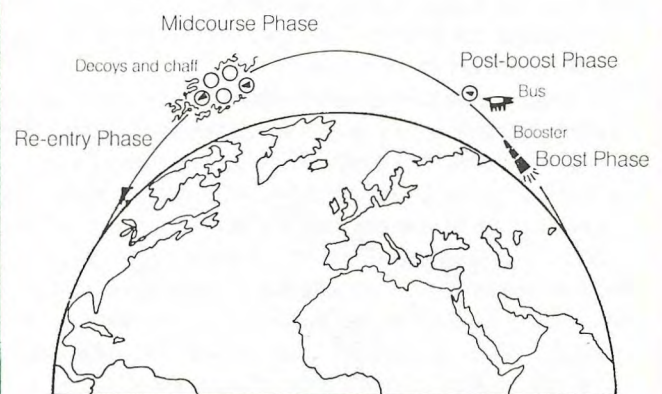 Midcourse Phase
Decoys and chaff
Post-boost Phase
Bus
Re-entry Phase
Booster
Boost Phase